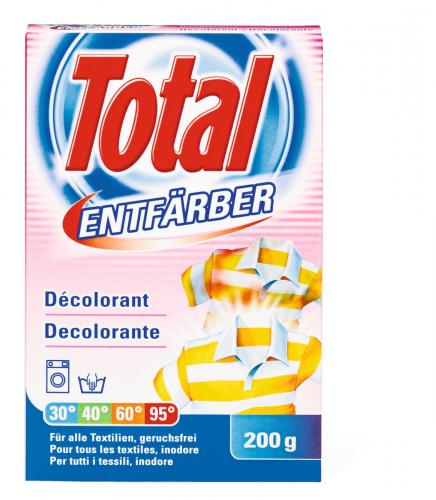 Total
ENTFÄRBER
Décolorant
Decolorante
30° 40° 60° 95°
Für alle Textilien, geruchsfrei
Pour tous les textiles, inodore
Per tutti i tessili, inodore
200 g